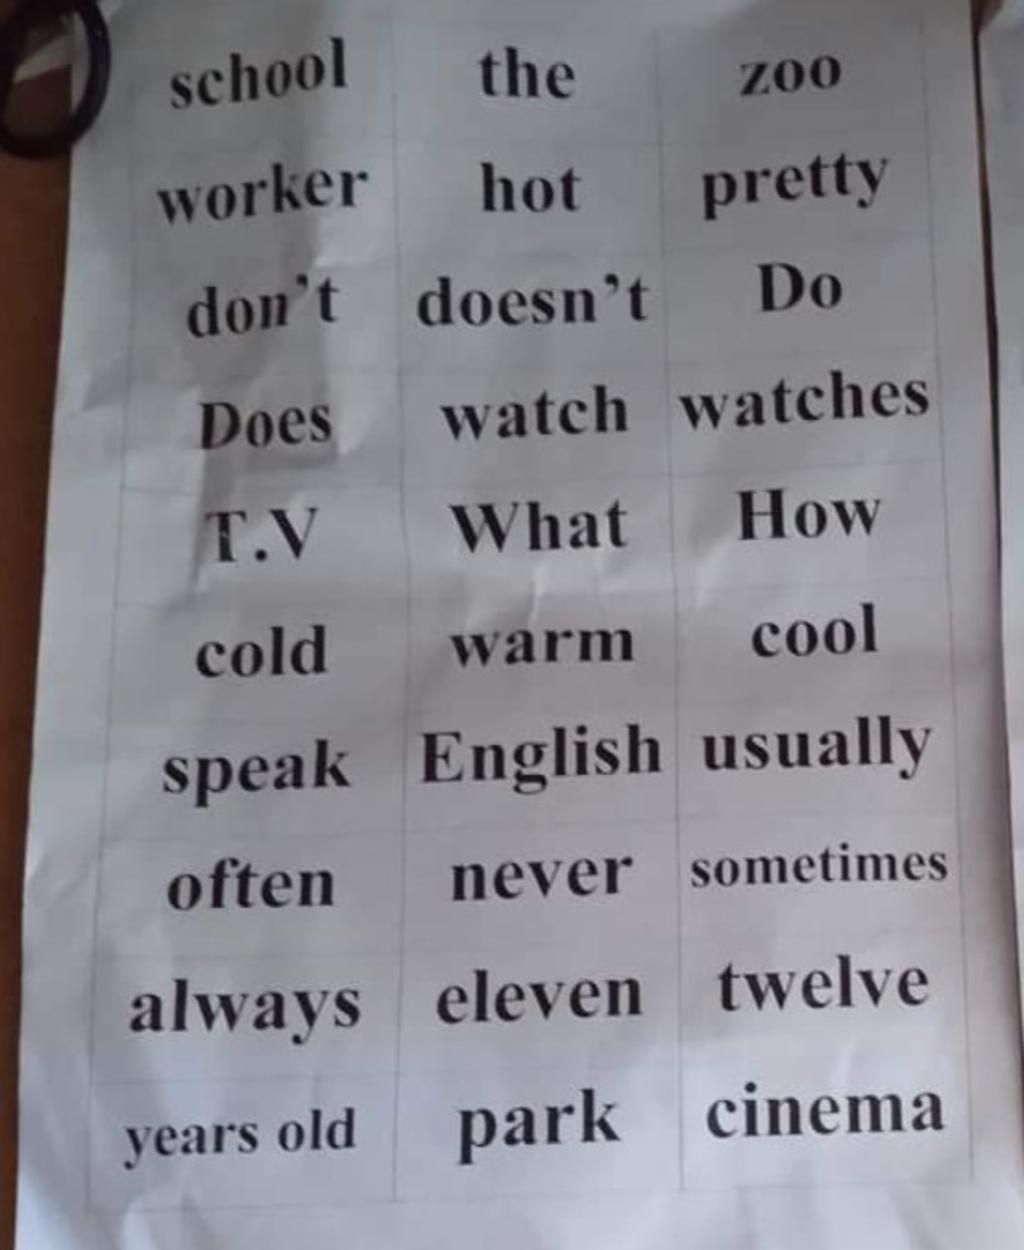 school the zoo
worker hot pretty
don't doesn't Do
Does watch watches
T.V What How
cold warm cool
speak English usually
often never sometimes
always eleven twelve
years old park cinema